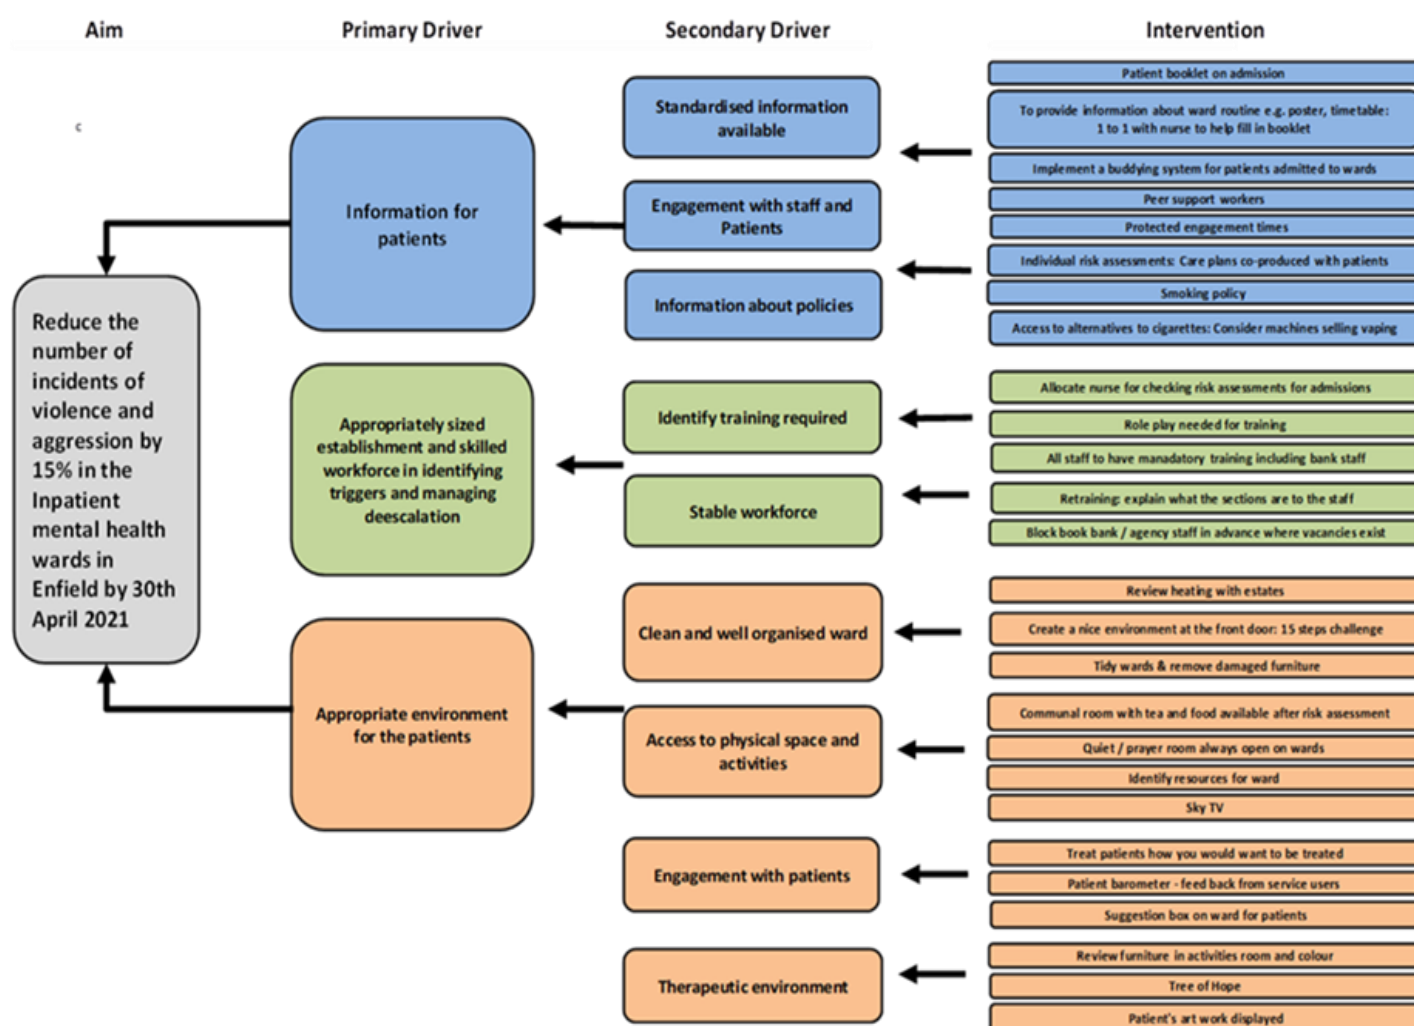 Aim
Primary Driver
Secondary Driver
Intervention
c
Reduce the
number of
incidents of
violence and
aggression by
15% in the
Inpatient
mental health
wards in
Enfield by 30th
April 2021
Information for
patients
Appropriately sized
establishment and skilled
workforce in identifying
triggers and managing
deescalation
Appropriate environment
for the patients
Standardised information
available
Engagement with staff and
Patients
Information about policies
Identify training required
Stable workforce
Clean and well organised ward
Access to physical space and
activities
Engagement with patients
Therapeutic environment
Patient booklet on admission
To provide information about ward routine e.g. poster, timetable:
1 to 1 with nurse to help fill in booklet
Implement a buddying system for patients admitted to wards
Peer support workers
Protected engagement times
Individual risk assessments: Care plans co-produced with patients
Smoking policy
Access to alternatives to cigarettes: Consider machines selling vaping
Allocate nurse for checking risk assessments for admissions
Role play needed for training
All staff to have manadatory training including bank staff
Retraining: explain what the sections are to the staff
Block book bank / agency staff in advance where vacancies exist
Review heating with estates
Create a nice environment at the front door: 15 steps challenge
Tidy wards & remove damaged furniture
Communal room with tea and food available after risk assessment
Quiet / prayer room always open on wards
Identify resources for ward
Sky TV
Treat patients how you would want to be treated
Patient barometer - feed back from service users
Suggestion box on ward for patients
Review furniture in activities room and colour
Tree of Hope
Patient's art work displayed